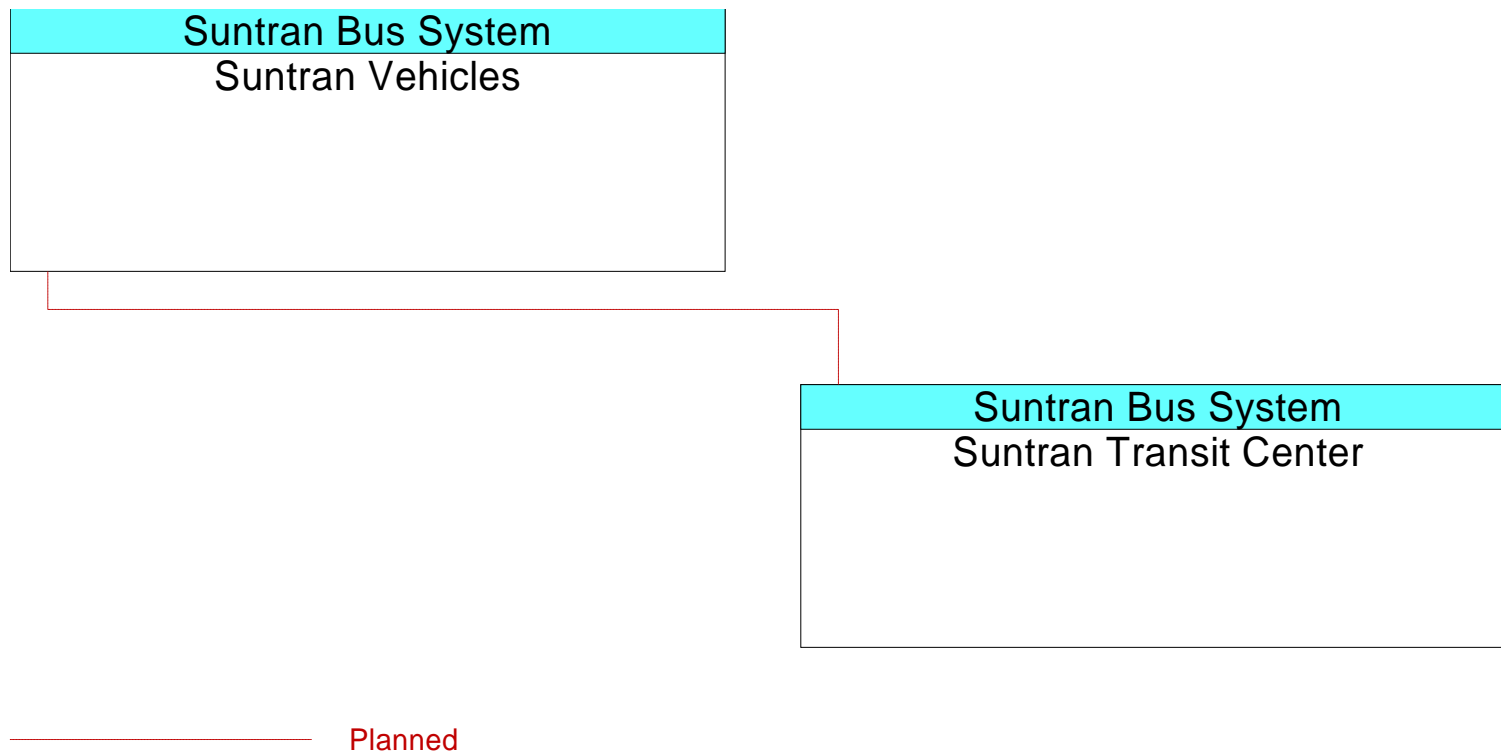 Suntran Bus System
Suntran Vehicles
Suntran Bus System
Suntran Transit Center
Planned